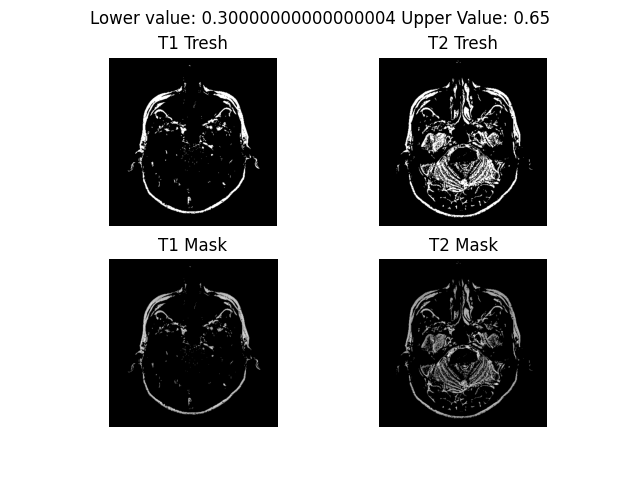 Lower value: 0.30000000000000004 Upper Value: 0.65
T1 Tresh
T2 Tresh
T1 Mask
T2 Mask